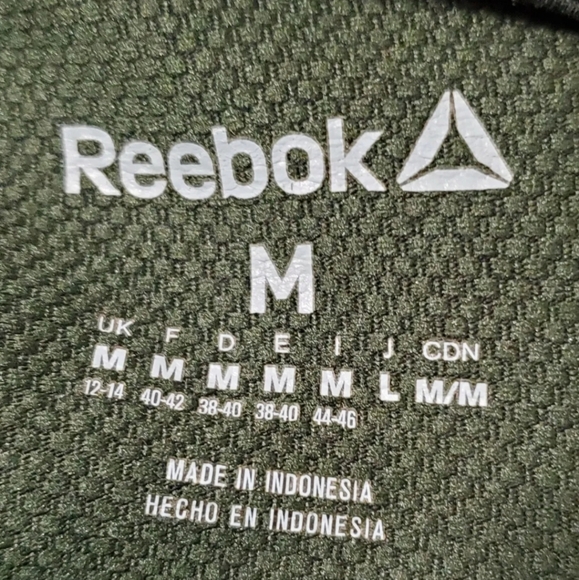 Reebok
M
UK F D E I J CDN
M M M M M L M/M
12-14 40-42 38-40 38-40 44-46
MADE IN INDONESIA
HECHO EN INDONESIA